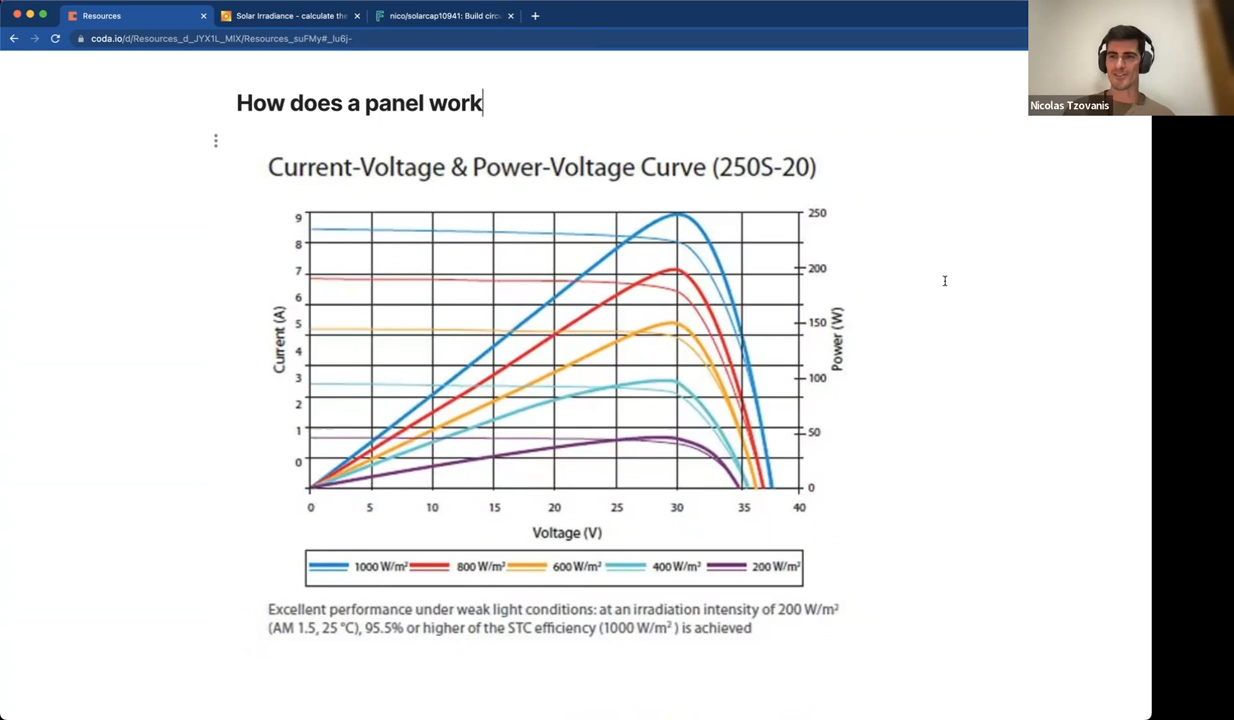 Resources
Solar Irradiance - calculate the
nico/solarcap10941: Build circ
coda.io/d/Resources_d_JYX1L_MIX/Resources_suFMy#_lu6j-
Nicolas Tzovanis
How does a panel work
Current-Voltage & Power-Voltage Curve (250S-20)
9
8
7
6
5
4
3
2
1
0
Current (A)
250
200
150
100
50
0
Power (W)
0 5 10 15 20 25 30 35 40
Voltage (V)
1000 W/m² 800 W/m² 600 W/m² 400 W/m² 200 W/m²
Excellent performance under weak light conditions: at an irradiation intensity of 200 W/m²
(AM 1.5, 25 °C), 95.5% or higher of the STC efficiency (1000 W/m²) is achieved